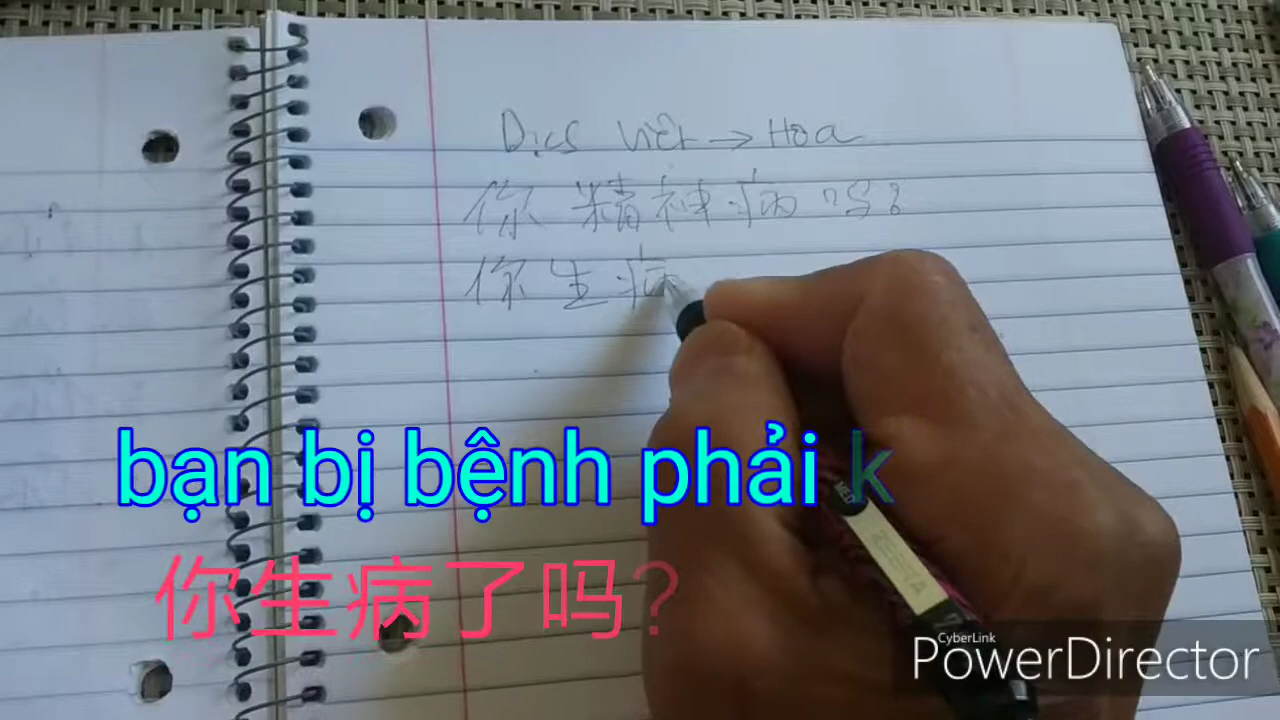 Dịch Việt → Hoa
你精神病吗?
你生病
bạn bị bệnh phải k
你生病了吗?
CyberLink
PowerDirector